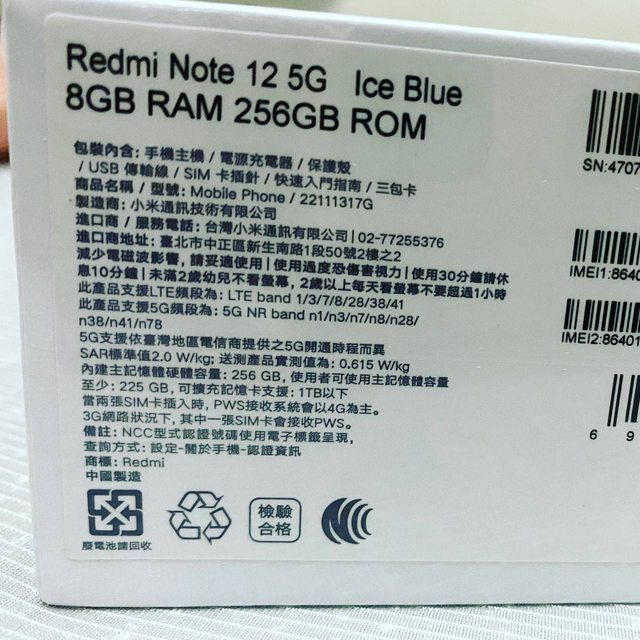 Redmi Note 12 5G Ice Blue
8GB RAM 256GB ROM
包裝內含: 手機主機 / 電源充電器 / 保護殼
/ USB 傳輸線 / SIM 卡插針 / 快速入門指南 / 三包卡
商品名稱 / 型號: Mobile Phone / 22111317G
製造商: 小米通訊技術有限公司
進口商 / 服務電話: 台灣小米通訊有限公司 | 02-77255376
進口商地址: 臺北市中正區新生南路1段50號2樓之2
減少電磁波影響, 請妥適使用 | 使用過度恐傷害視力 | 使用30分鐘請休
息10分鐘 | 未滿2歲幼兒不看螢幕, 2歲以上每天看螢幕不要超過1小時
此產品支援LTE頻段為: LTE band 1/3/7/8/28/38/41
此產品支援5G頻段為: 5G NR band n1/n3/n7/n8/n28/
n38/n41/n78
5G支援依臺灣地區電信商提供之5G開通時程而異
SAR標準值2.0 W/kg; 送測產品實測值為: 0.615 W/kg
內建主記憶體硬體容量: 256 GB, 使用者可使用主記憶體容量
至少: 225 GB, 可擴充記憶卡支援: 1TB以下
當兩張SIM卡插入時, PWS接收系統會以4G為主。
3G網路狀況下, 其中一張SIM卡會接收PWS。
備註: NCC型式認證號碼使用電子標籤呈現,
查詢方式: 設定-關於手機-認證資訊
商標: Redmi
中國製造
廢電池請回收
檢驗
合格
SN:4707
IMEI1:8640
IMEI2:86401
6 9